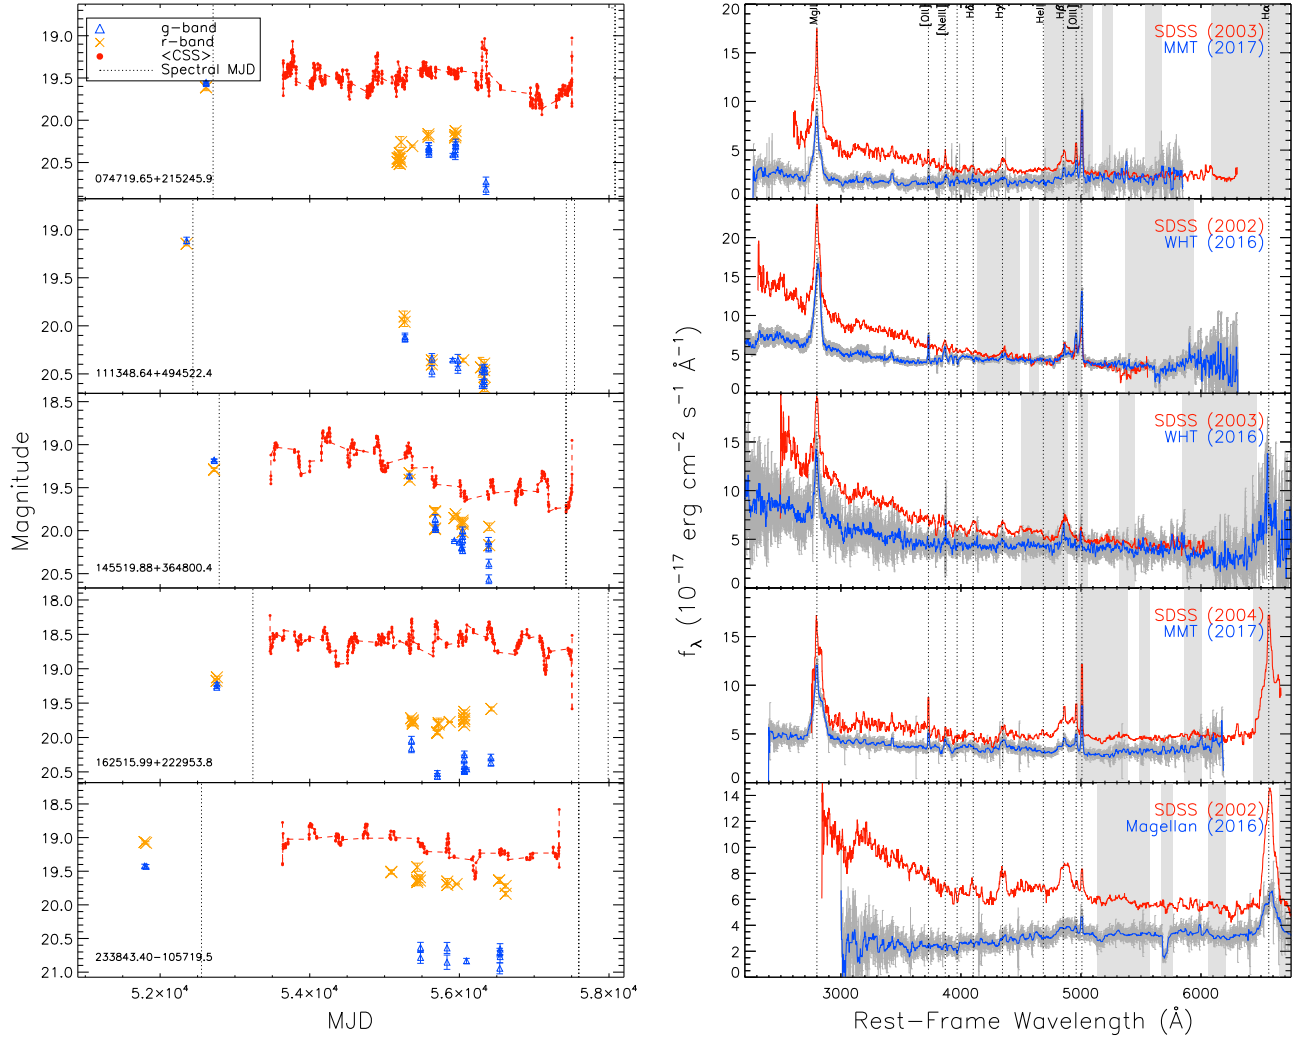 g-band
r-band
<CSS>
Spectral MJD
19.0
19.5
20.0
20.5
074719.65+215245.9
19.0
19.5
20.0
20.5
111348.64+494522.4
18.5
19.0
19.5
20.0
20.5
145519.88+364800.4
18.0
18.5
19.0
19.5
20.0
20.5
162515.99+222953.8
18.5
19.0
19.5
20.0
20.5
21.0
233843.40-105719.5
Magnitude
5.2×10⁴ 5.4×10⁴ 5.6×10⁴ 5.8×10⁴
MJD
MgII [OII] [NeIII] Hδ Hγ HeII Hβ [OIII] Hα
20
15
10
5
0
SDSS (2003)
MMT (2017)
20
15
10
5
0
SDSS (2002)
WHT (2016)
15
10
5
0
SDSS (2003)
WHT (2016)
15
10
5
0
SDSS (2004)
MMT (2017)
14
12
10
8
6
4
2
0
SDSS (2002)
Magellan (2016)
fλ (10⁻¹⁷ erg cm⁻² s⁻¹ Å⁻¹)
3000 4000 5000 6000
Rest-Frame Wavelength (Å)